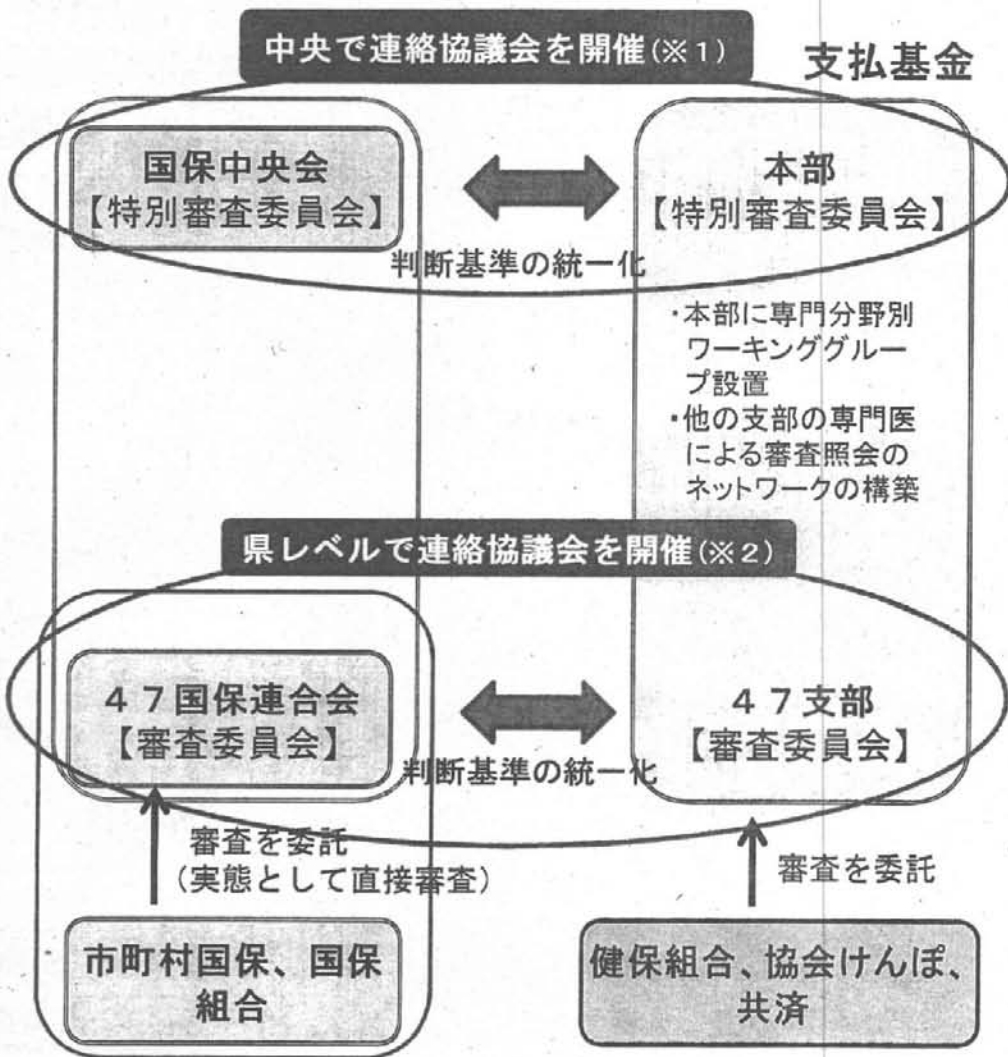 中央で連絡協議会を開催(※1)
支払基金
国保中央会
【特別審査委員会】
本部
【特別審査委員会】
判断基準の統一化
・本部に専門分野別
ワーキンググルー
プ設置
・他の支部の専門医
による審査照会の
ネットワークの構築
県レベルで連絡協議会を開催(※2)
47国保連合会
【審査委員会】
47支部
【審査委員会】
判断基準の統一化
審査を委託
(実態として直接審査)
審査を委託
市町村国保、国保
組合
健保組合、協会けんぽ、
共済